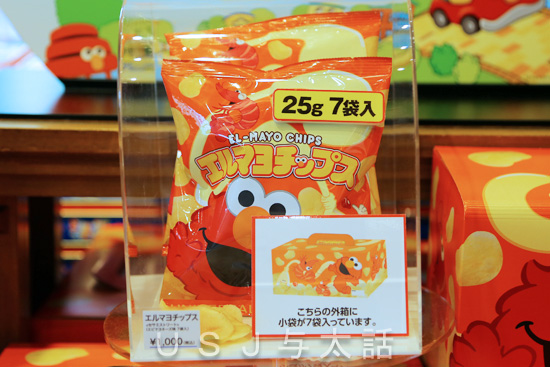 25g 7袋入
EL-MAYO CHIPS
エルマヨチップス
こちらの外箱に
小袋が7袋入っています。
エルマヨチップス
¥1,000(税込)
USJ与太話